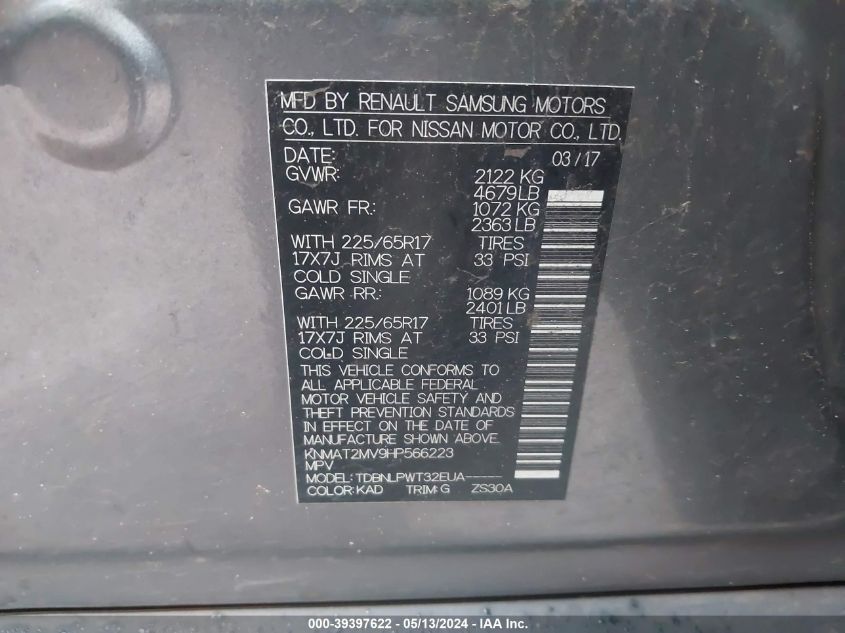 MFD BY RENAULT SAMSUNG MOTORS
CO., LTD. FOR NISSAN MOTOR CO., LTD.
DATE: 03/17
GVWR: 2122 KG
4679LB
GAWR FR.: 1072 KG
2363 LB
WITH 225/65R17 TIRES
17X7J RIMS AT 33 PSI
COLD SINGLE
GAWR RR.: 1089 KG
2401 LB
WITH 225/65R17 TIRES
17X7J RIMS AT 33 PSI
COLD SINGLE
THIS VEHICLE CONFORMS TO
ALL APPLICABLE FEDERAL
MOTOR VEHICLE SAFETY AND
THEFT PREVENTION STANDARDS
IN EFFECT ON THE DATE OF
MANUFACTURE SHOWN ABOVE.
KNMAT2MV9HP566223
MPV
MODEL: TDBNLPWT32EUA-----
COLOR: KAD TRIM: G ZS30A
000-39397622 - 05/13/2024 - IAA Inc.